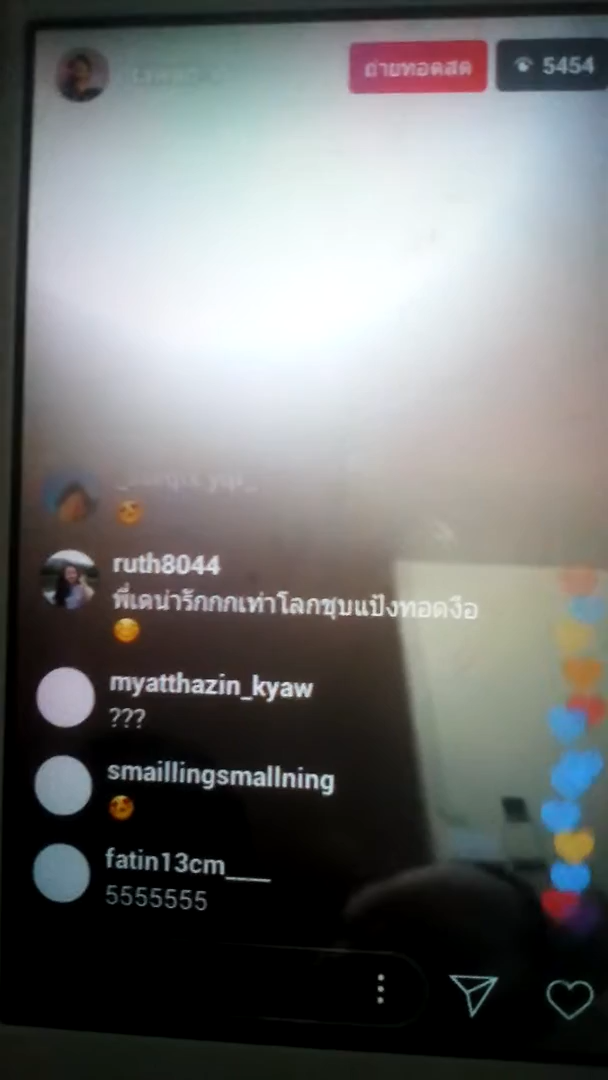 ถ่ายทอดสด
5454
ruth8044
พี่เดน่ารักกกเท่าโลกชุบแป้งทอดงือ
myatthazin_kyaw
???
smaillingsmallning
fatin13cm____
5555555